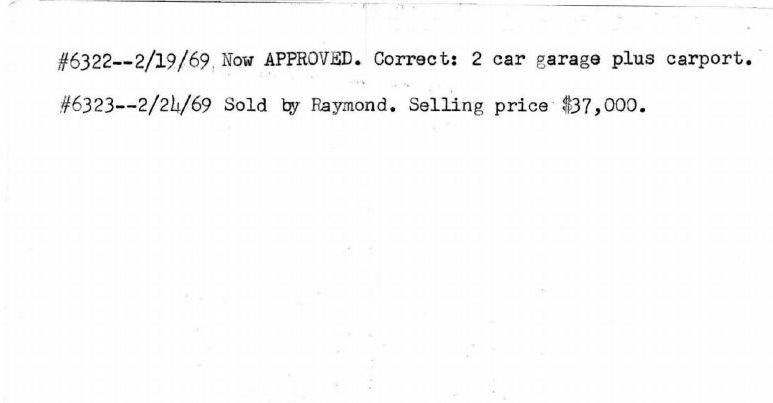 #6322--2/19/69 Now APPROVED. Correct: 2 car garage plus carport.
#6323--2/24/69 Sold by Raymond. Selling price $37,000.